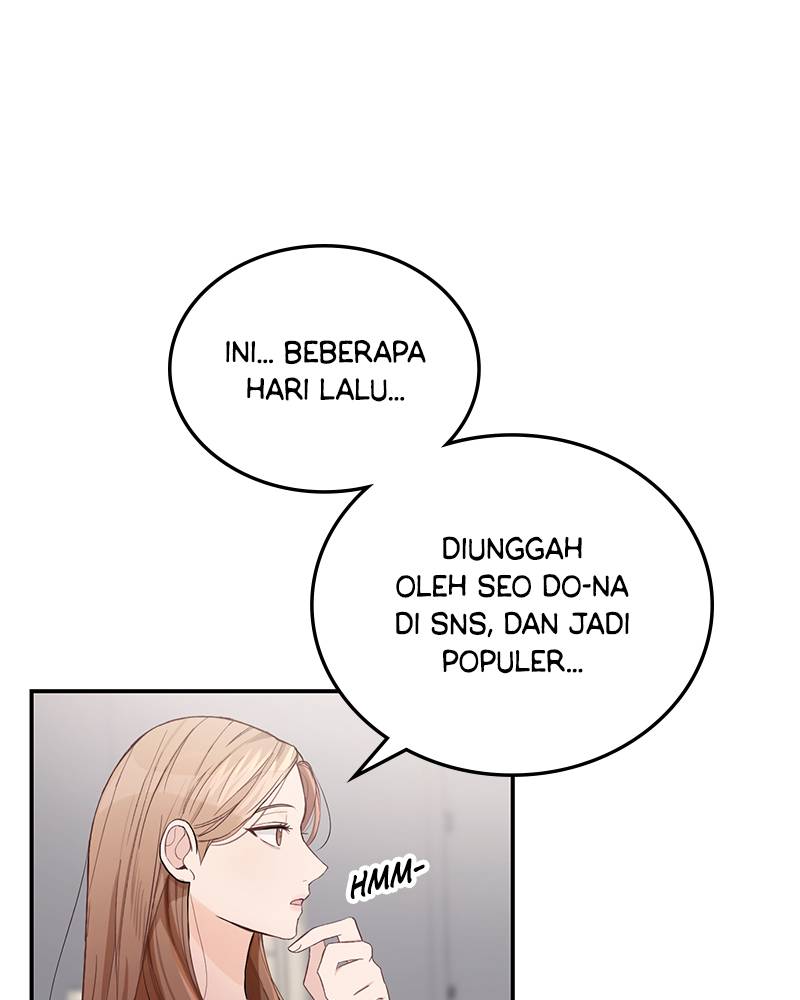 INI... BEBERAPA
HARI LALU...
DIUNGGAH
OLEH SEO DO-NA
DI SNS, DAN JADI
POPULER...
HMM-